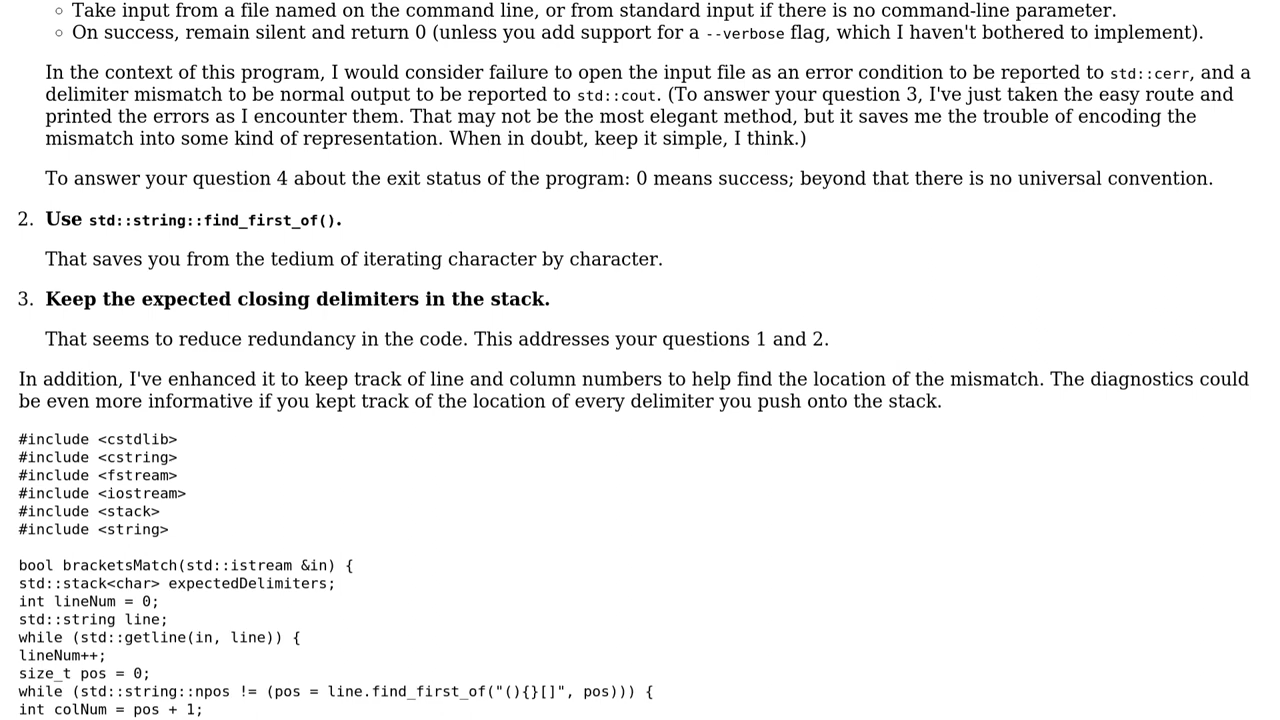 ◦ Take input from a file named on the command line, or from standard input if there is no command-line parameter.
◦ On success, remain silent and return 0 (unless you add support for a --verbose flag, which I haven't bothered to implement).
In the context of this program, I would consider failure to open the input file as an error condition to be reported to std::cerr, and a
delimiter mismatch to be normal output to be reported to std::cout. (To answer your question 3, I've just taken the easy route and
printed the errors as I encounter them. That may not be the most elegant method, but it saves me the trouble of encoding the
mismatch into some kind of representation. When in doubt, keep it simple, I think.)
To answer your question 4 about the exit status of the program: 0 means success; beyond that there is no universal convention.
2. Use std::string::find_first_of().
That saves you from the tedium of iterating character by character.
3. Keep the expected closing delimiters in the stack.
That seems to reduce redundancy in the code. This addresses your questions 1 and 2.
In addition, I've enhanced it to keep track of line and column numbers to help find the location of the mismatch. The diagnostics could
be even more informative if you kept track of the location of every delimiter you push onto the stack.
#include <cstdlib>
#include <cstring>
#include <fstream>
#include <iostream>
#include <stack>
#include <string>
bool bracketsMatch(std::istream &in) {
std::stack<char> expectedDelimiters;
int lineNum = 0;
std::string line;
while (std::getline(in, line)) {
lineNum++;
size_t pos = 0;
while (std::string::npos != (pos = line.find_first_of("(){}[]", pos))) {
int colNum = pos + 1;